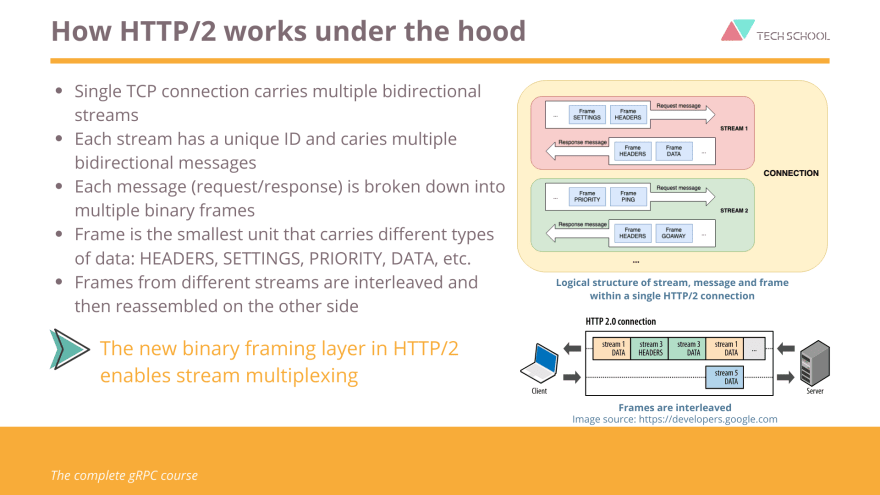 How HTTP/2 works under the hood
TECH SCHOOL
• Single TCP connection carries multiple bidirectional
streams
• Each stream has a unique ID and caries multiple
bidirectional messages
• Each message (request/response) is broken down into
multiple binary frames
• Frame is the smallest unit that carries different types
of data: HEADERS, SETTINGS, PRIORITY, DATA, etc.
• Frames from different streams are interleaved and
then reassembled on the other side
The new binary framing layer in HTTP/2
enables stream multiplexing
... Frame SETTINGS Frame HEADERS Request message
STREAM 1
Response message Frame HEADERS Frame DATA ...
CONNECTION
... Frame PRIORITY Frame PING Request message
STREAM 2
Response message Frame HEADERS Frame GOAWAY ...
...
Logical structure of stream, message and frame
within a single HTTP/2 connection
HTTP 2.0 connection
stream 1 DATA stream 3 HEADERS stream 3 DATA stream 1 DATA ...
stream 5 DATA
Client
Server
Frames are interleaved
Image source: https://developers.google.com
The complete gRPC course